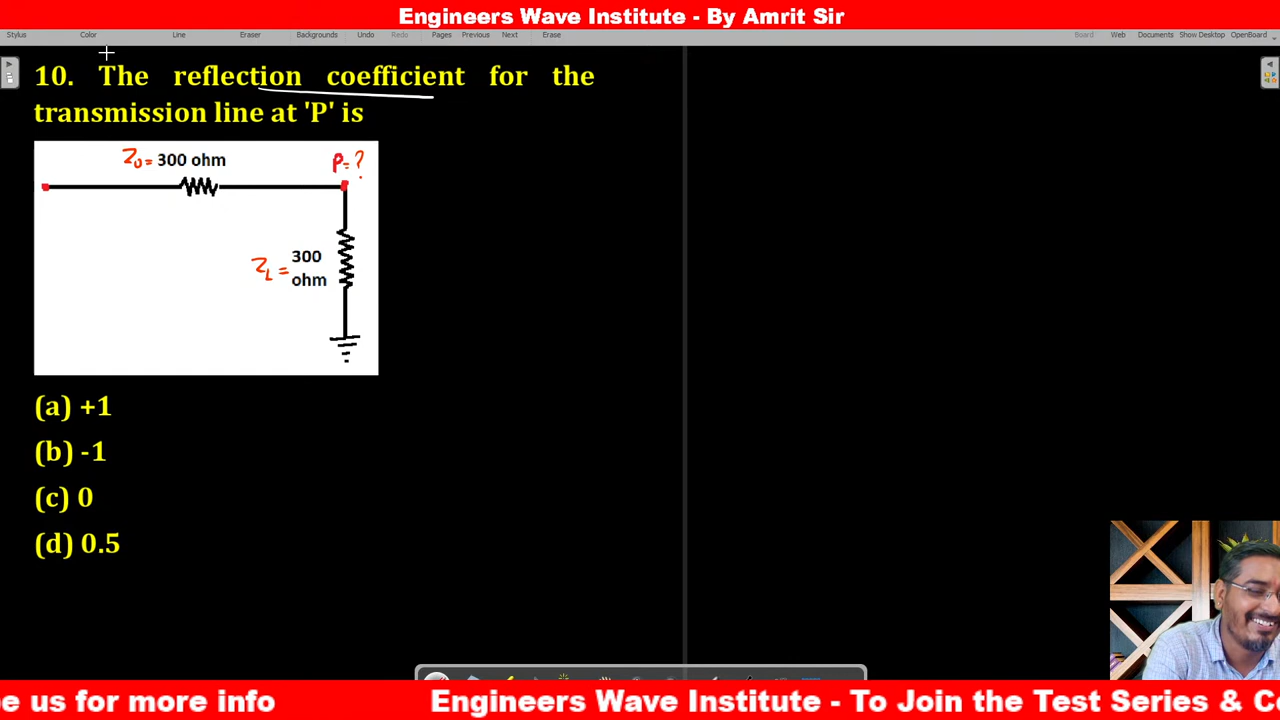 Engineers Wave Institute - By Amrit Sir
Stylus Color Line Eraser Backgrounds Undo Redo Pages Previous Next Erase Board Web Documents Show Desktop OpenBoard
10. The reflection coefficient for the
transmission line at 'P' is
Z0= 300 ohm P=?
ZL= 300
ohm
(a) +1
(b) -1
(c) 0
(d) 0.5
be us for more info Engineers Wave Institute - To Join the Test Series &